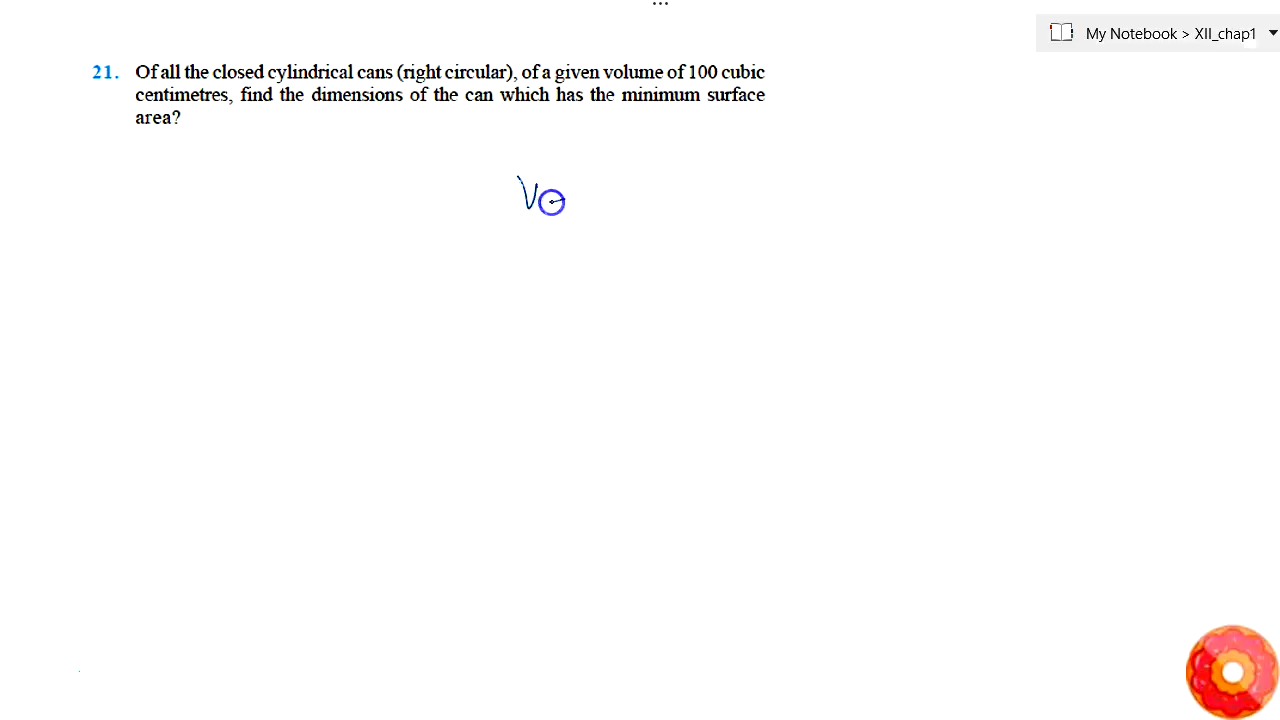 ...
My Notebook > XII_chap1
21. Of all the closed cylindrical cans (right circular), of a given volume of 100 cubic
centimetres, find the dimensions of the can which has the minimum surface
area?
V